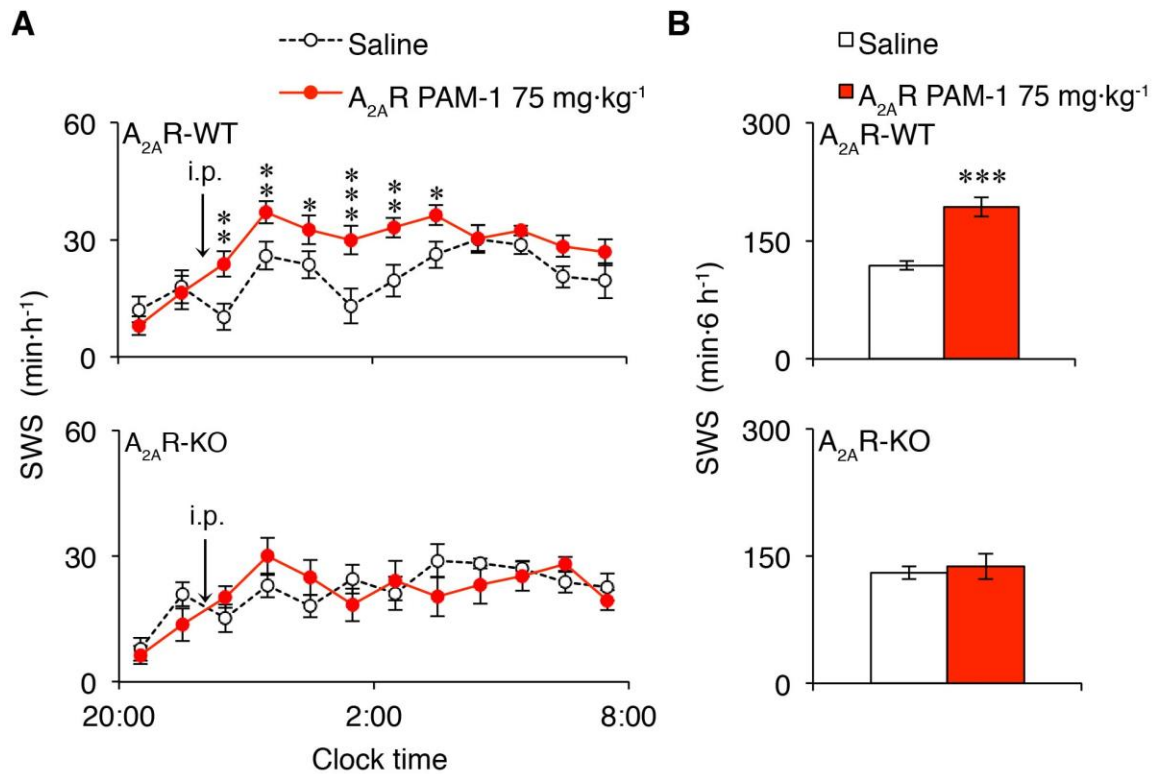 A
Saline
A2AR PAM-1 75 mg·kg-1
60
A2AR-WT
i.p.
**
**
*
***
**
*
30
0
60
A2AR-KO
i.p.
30
0
20:00
2:00
8:00
Clock time
SWS (min·h-1)
B
Saline
A2AR PAM-1 75 mg·kg-1
300
A2AR-WT
***
150
0
300
A2AR-KO
150
0
SWS (min·6 h-1)